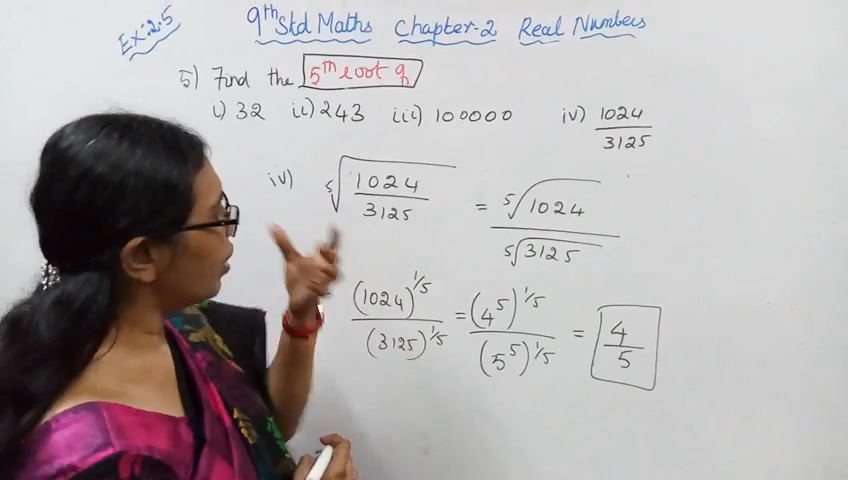 9th Std Maths Chapter-2 Real Numbers
Ex:2.5
5) Find the 5th root of
i) 32 ii) 243 iii) 100000 iv) 1024/3125
iv) ⁵√(1024/3125) = ⁵√1024 / ⁵√3125
(1024)^1/5 / (3125)^1/5 = (4^5)^1/5 / (5^5)^1/5 = 4/5